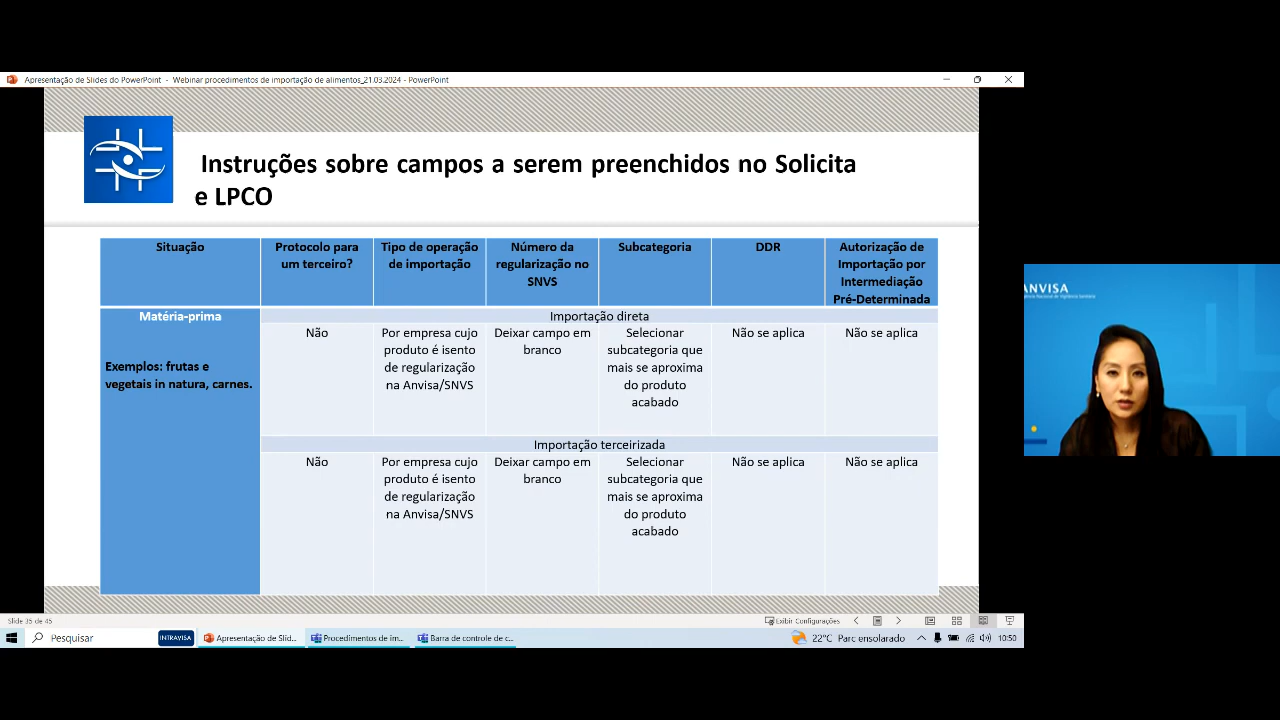 Apresentação de Slides do PowerPoint - Webinar procedimentos de importação de alimentos_21.03.2024 - PowerPoint
Instruções sobre campos a serem preenchidos no Solicita
e LPCO
Situação
Protocolo para
um terceiro?
Tipo de operação
de importação
Número da
regularização no
SNVS
Subcategoria
DDR
Autorização de
Importação por
Intermediação
Pré-Determinada
Matéria-prima
Exemplos: frutas e
vegetais in natura, carnes.
Importação direta
Não
Por empresa cujo
produto é isento
de regularização
na Anvisa/SNVS
Deixar campo em
branco
Selecionar
subcategoria que
mais se aproxima
do produto
acabado
Não se aplica
Não se aplica
Importação terceirizada
Não
Por empresa cujo
produto é isento
de regularização
na Anvisa/SNVS
Deixar campo em
branco
Selecionar
subcategoria que
mais se aproxima
do produto
acabado
Não se aplica
Não se aplica
ANVISA
Slide 35 de 45
Exibir Configurações
Pesquisar
INTRAVISA
Apresentação de Slid...
Procedimentos de im...
Barra de controle de c...
22°C Parc ensolarado
10:50